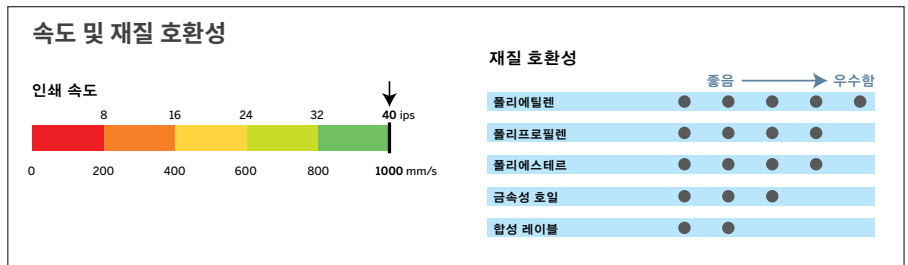 속도 및 재질 호환성
인쇄 속도
8 16 24 32 40 ips
0 200 400 600 800 1000 mm/s
재질 호환성
좋음 우수함
폴리에틸렌
폴리프로필렌
폴리에스테르
금속성 호일
합성 레이블